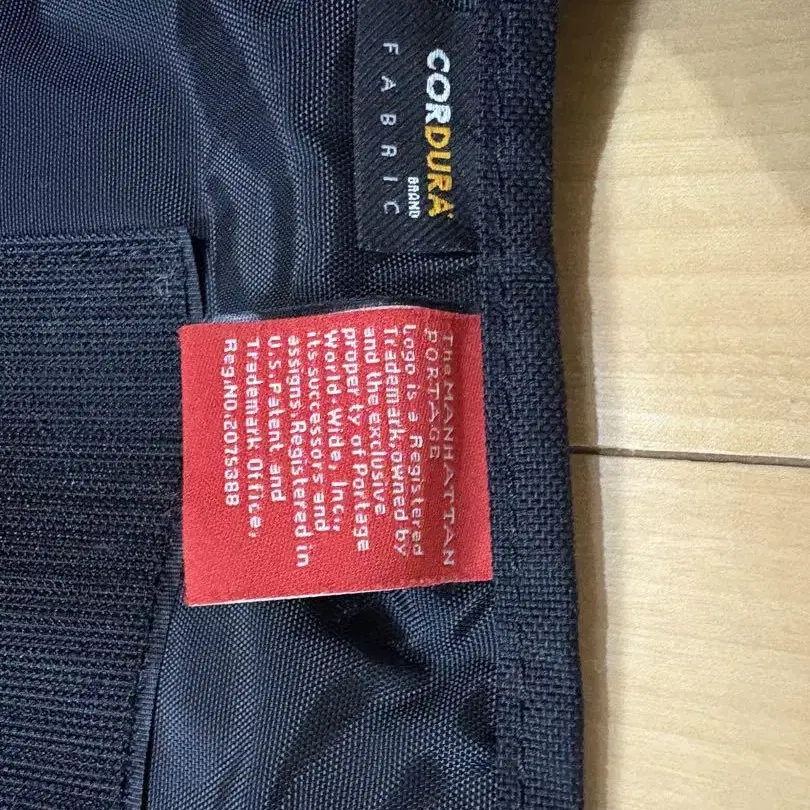 CORDURA
BRAND
FABRIC
The MANHATTAN
PORTAGE
Logo is a Registered
Trademark,owned by
and the exclusive
property of Portage
World-Wide, Inc.,
its successors and
assigns.Registered in
U.S.Patent and
Trademark Office,
Reg.NO.2075388